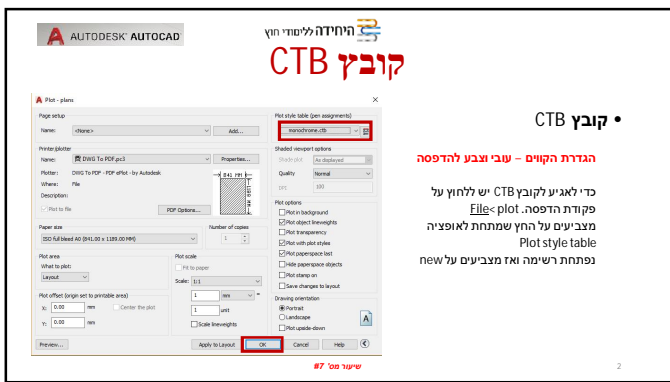 AUTODESK® AUTOCAD
היחידה ללימודי חוץ
קובץ CTB
Plot - plans
Page setup
Name: <None> Add...
Printer/plotter
Name: DWG To PDF.pc3 Properties...
Plotter: DWG To PDF - PDF ePlot - by Autodesk
Where: File
Description:
Plot to file
PDF Options...
841 MM
1189 MM
Paper size
ISO full bleed A0 (841.00 x 1189.00 MM)
Number of copies
1
Plot area
What to plot:
Layout
Plot offset (origin set to printable area)
X: 0.00 mm Center the plot
Y: 0.00 mm
Plot scale
Fit to paper
Scale: 1:1
1 mm =
1 unit
Scale lineweights
Plot style table (pen assignments)
monochrome.ctb
Shaded viewport options
Shade plot As displayed
Quality Normal
DPI 100
Plot options
Plot in background
Plot object lineweights
Plot transparency
Plot with plot styles
Plot paperspace last
Hide paperspace objects
Plot stamp on
Save changes to layout
Drawing orientation
Portrait
Landscape
Plot upside-down
A
Preview... Apply to Layout OK Cancel Help
• קובץ CTB
הגדרת הקווים – עובי וצבע להדפסה
כדי לאגיע לקובץ CTB יש ללחוץ על
פקודת הדפסה. File< plot
מצביעים על החץ שמתחת לאופציה
Plot style table
נפתחת רשימה ואז מצביעים על new
שיעור מס' 7#
2